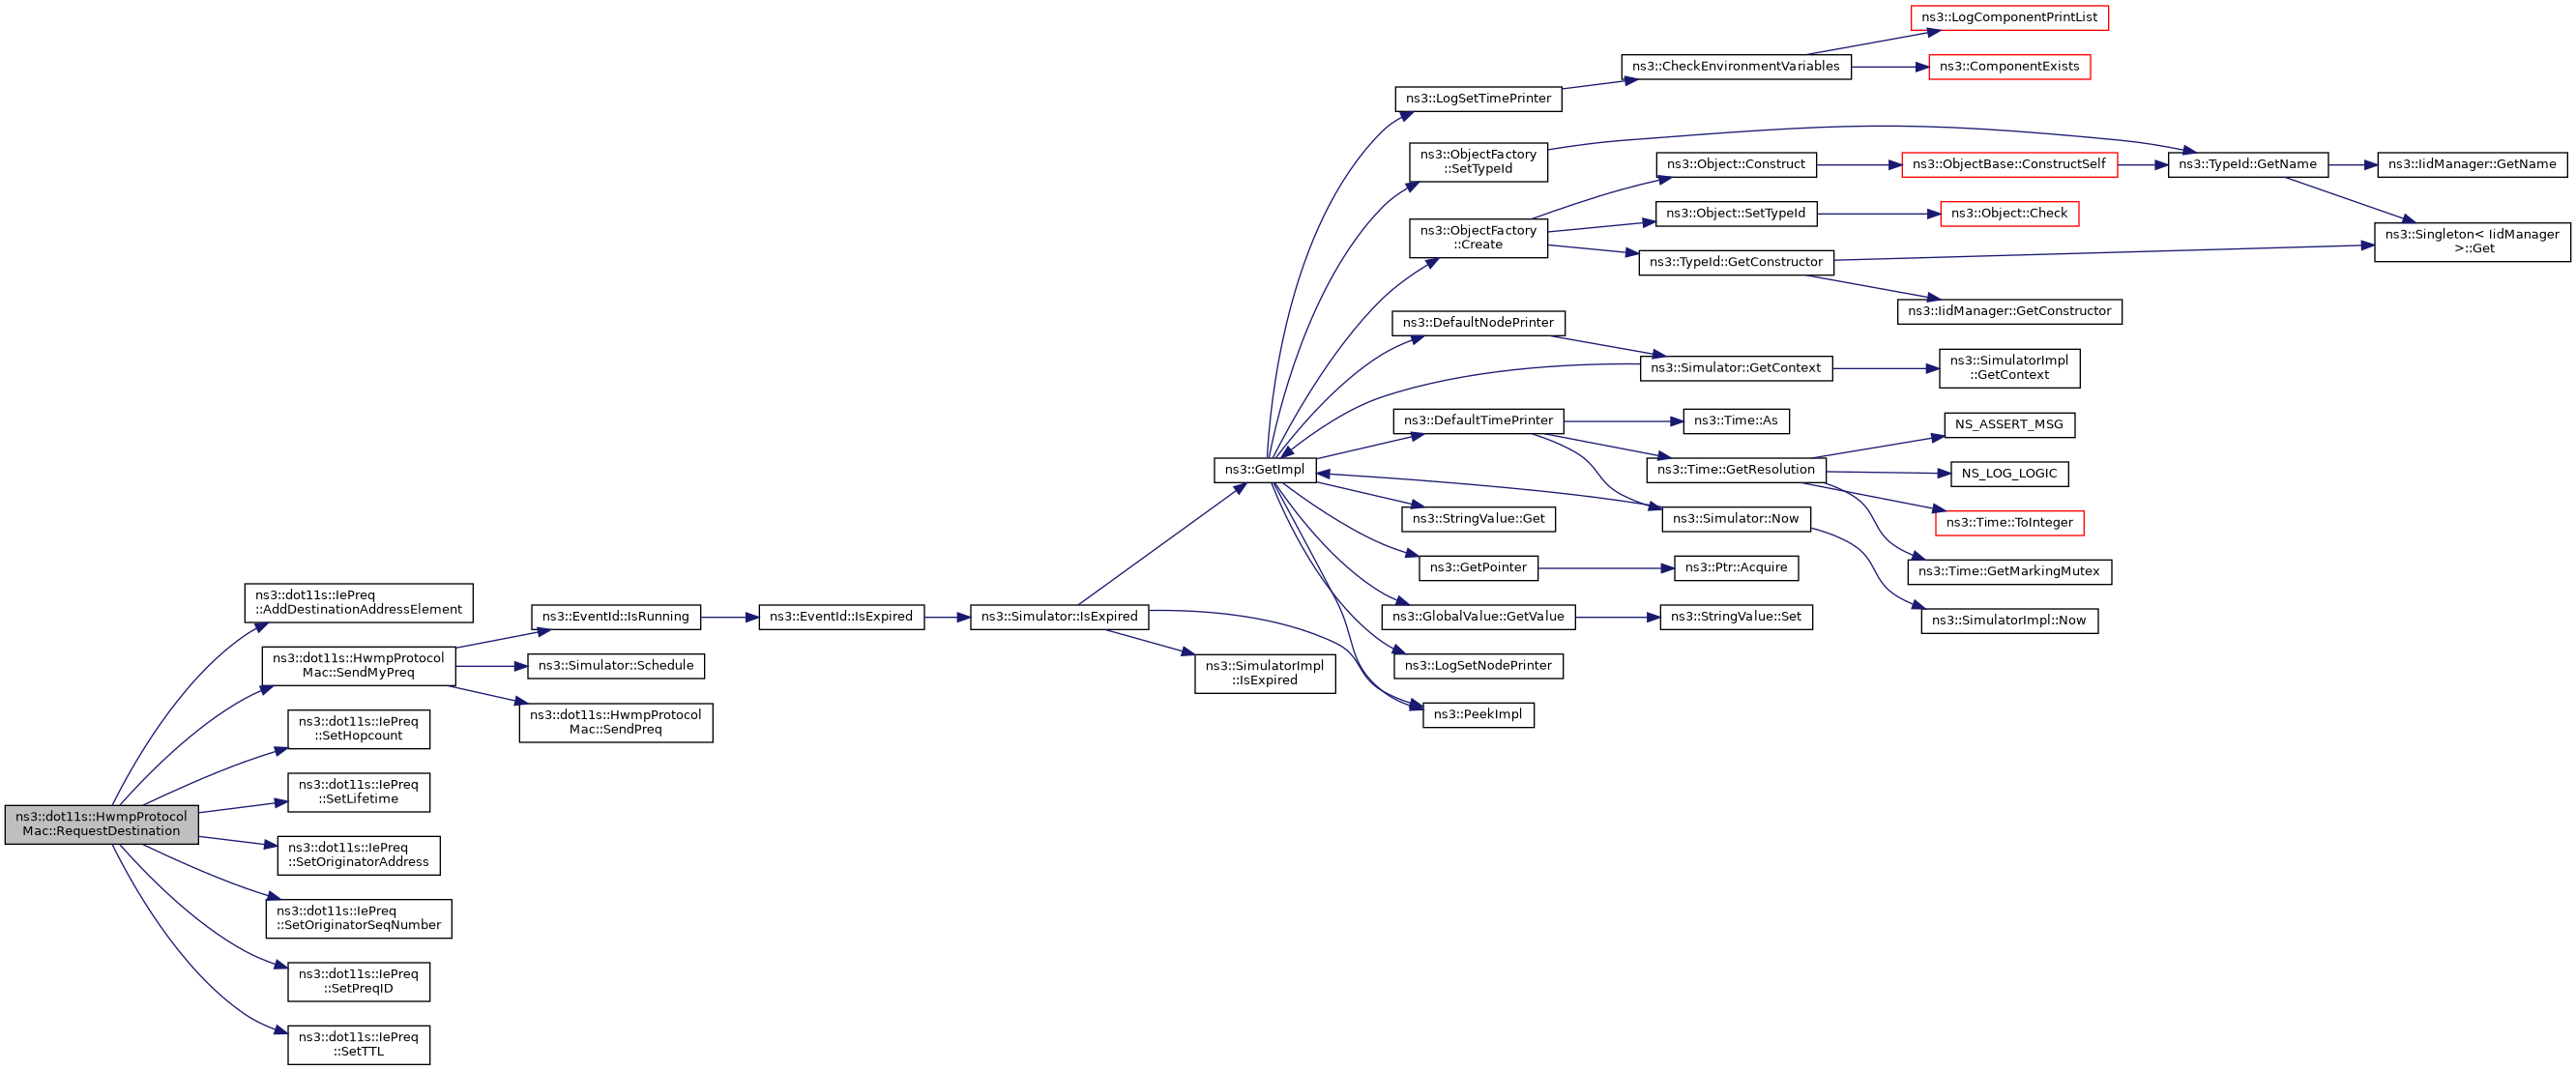 ns3::dot11s::HwmpProtocol
Mac::RequestDestination
ns3::dot11s::IePreq
::AddDestinationAddressElement
ns3::dot11s::HwmpProtocol
Mac::SendMyPreq
ns3::dot11s::IePreq
::SetHopcount
ns3::dot11s::IePreq
::SetLifetime
ns3::dot11s::IePreq
::SetOriginatorAddress
ns3::dot11s::IePreq
::SetOriginatorSeqNumber
ns3::dot11s::IePreq
::SetPreqID
ns3::dot11s::IePreq
::SetTTL
ns3::EventId::IsRunning
ns3::Simulator::Schedule
ns3::dot11s::HwmpProtocol
Mac::SendPreq
ns3::EventId::IsExpired
ns3::Simulator::IsExpired
ns3::GetImpl
ns3::SimulatorImpl
::IsExpired
ns3::LogSetTimePrinter
ns3::ObjectFactory
::SetTypeId
ns3::ObjectFactory
::Create
ns3::DefaultNodePrinter
ns3::DefaultTimePrinter
ns3::StringValue::Get
ns3::GetPointer
ns3::GlobalValue::GetValue
ns3::LogSetNodePrinter
ns3::PeekImpl
ns3::CheckEnvironmentVariables
ns3::Object::Construct
ns3::Object::SetTypeId
ns3::TypeId::GetConstructor
ns3::Simulator::GetContext
ns3::Time::As
ns3::Time::GetResolution
ns3::Simulator::Now
ns3::Ptr::Acquire
ns3::StringValue::Set
ns3::LogComponentPrintList
ns3::ComponentExists
ns3::ObjectBase::ConstructSelf
ns3::Object::Check
ns3::IidManager::GetConstructor
ns3::SimulatorImpl
::GetContext
NS_ASSERT_MSG
NS_LOG_LOGIC
ns3::Time::ToInteger
ns3::Time::GetMarkingMutex
ns3::SimulatorImpl::Now
ns3::TypeId::GetName
ns3::IidManager::GetName
ns3::Singleton< IidManager
>::Get